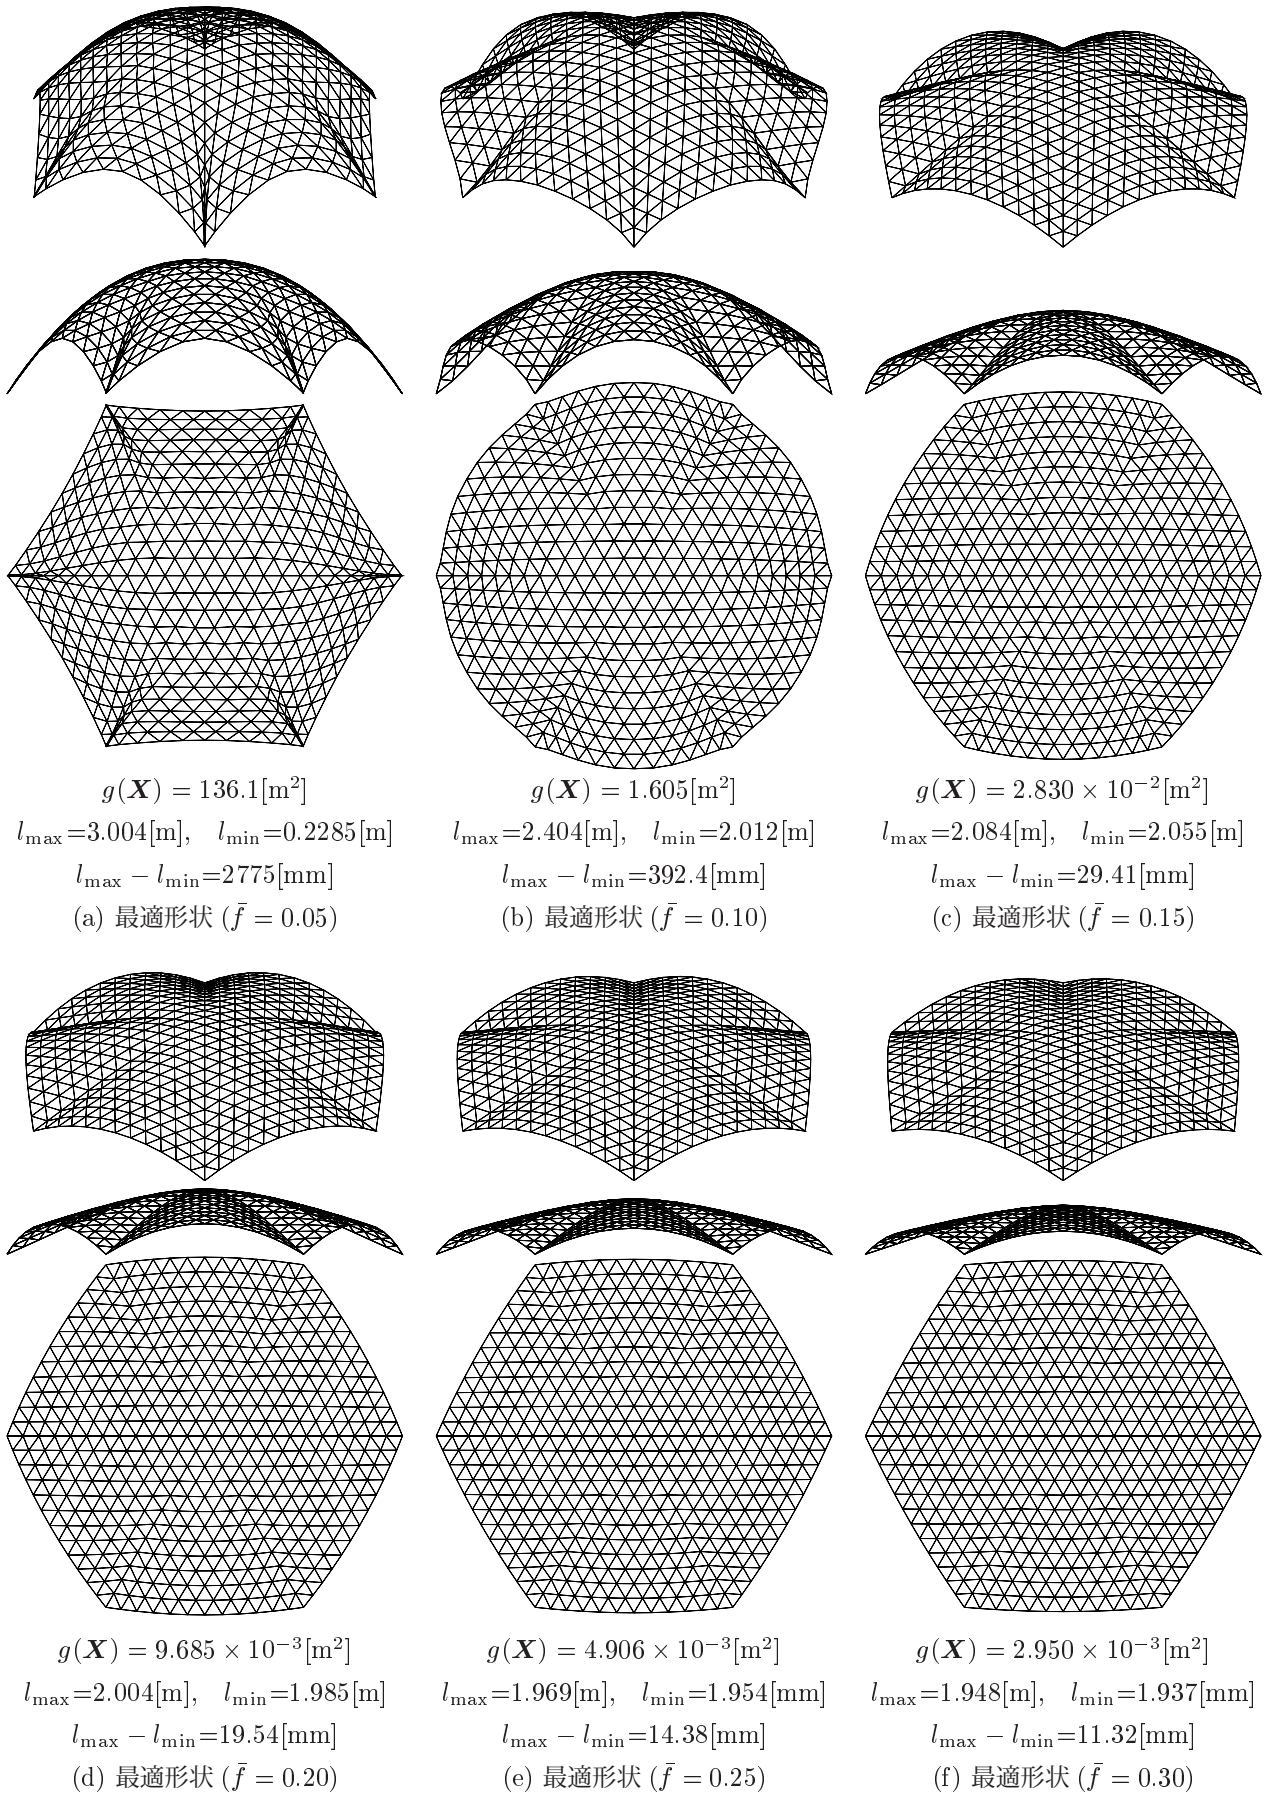 g(X) = 136.1[m²]
l_max=3.004[m], l_min=0.2285[m]
l_max − l_min=2775[mm]
(a) 最適形状 (f̄ = 0.05)
g(X) = 1.605[m²]
l_max=2.404[m], l_min=2.012[m]
l_max − l_min=392.4[mm]
(b) 最適形状 (f̄ = 0.10)
g(X) = 2.830 × 10⁻²[m²]
l_max=2.084[m], l_min=2.055[m]
l_max − l_min=29.41[mm]
(c) 最適形状 (f̄ = 0.15)
g(X) = 9.685 × 10⁻³[m²]
l_max=2.004[m], l_min=1.985[m]
l_max − l_min=19.54[mm]
(d) 最適形状 (f̄ = 0.20)
g(X) = 4.906 × 10⁻³[m²]
l_max=1.969[m], l_min=1.954[mm]
l_max − l_min=14.38[mm]
(e) 最適形状 (f̄ = 0.25)
g(X) = 2.950 × 10⁻³[m²]
l_max=1.948[m], l_min=1.937[mm]
l_max − l_min=11.32[mm]
(f) 最適形状 (f̄ = 0.30)